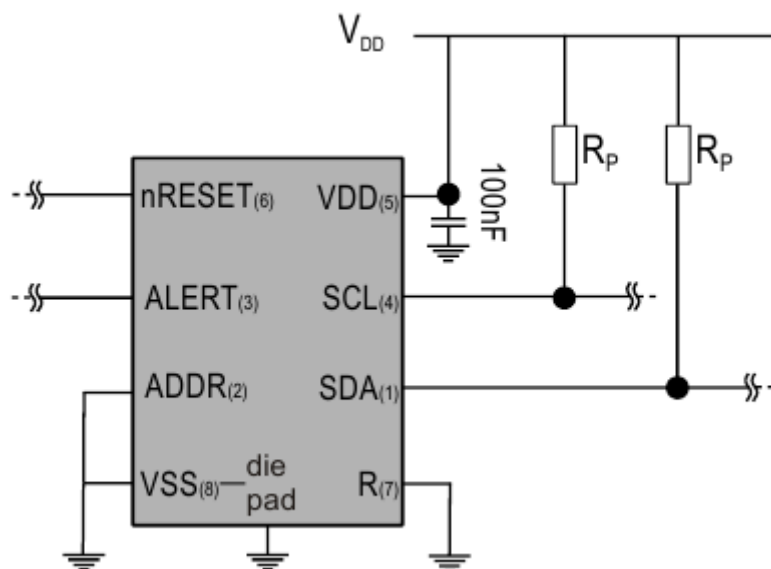 VDD
nRESET(6)
VDD(5)
100nF
RP
RP
ALERT(3)
SCL(4)
ADDR(2)
SDA(1)
VSS(8)
die
pad
R(7)